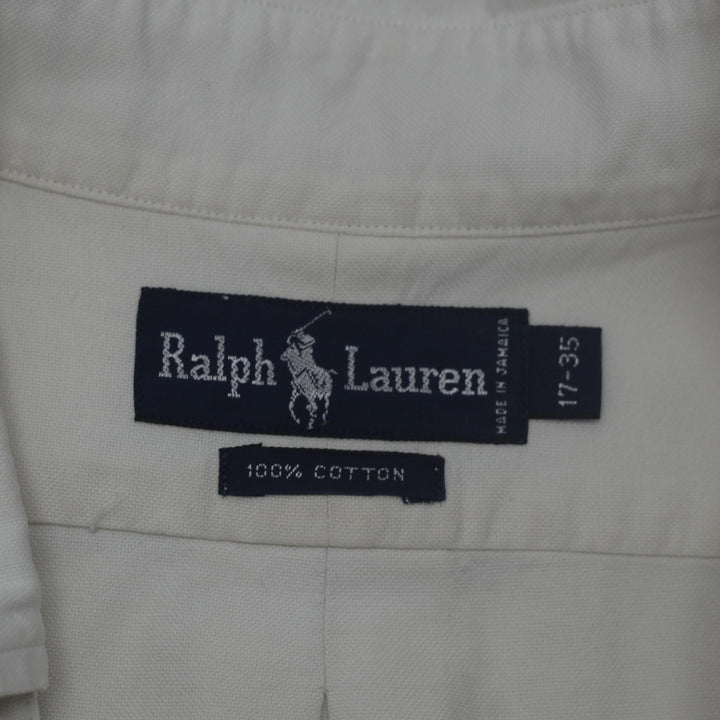 Ralph Lauren
MADE IN JAMAICA
17-35
100% COTTON